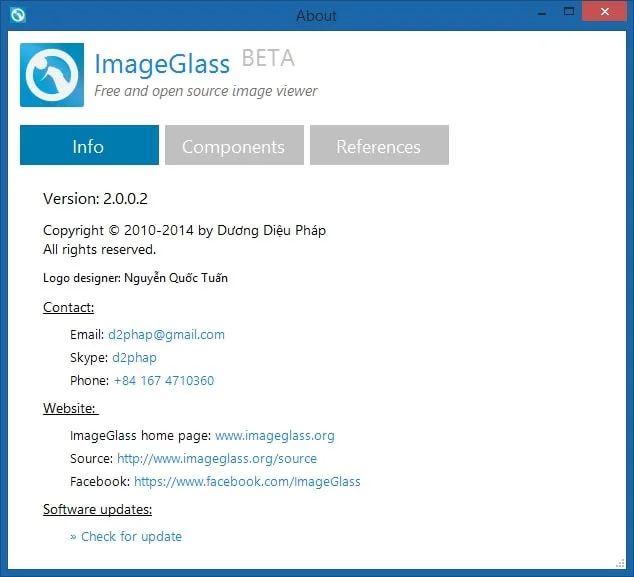 About
ImageGlass BETA
Free and open source image viewer
Info Components References
Version: 2.0.0.2
Copyright © 2010-2014 by Dương Diệu Pháp
All rights reserved.
Logo designer: Nguyễn Quốc Tuấn
Contact:
Email: d2phap@gmail.com
Skype: d2phap
Phone: +84 167 4710360
Website:
ImageGlass home page: www.imageglass.org
Source: http://www.imageglass.org/source
Facebook: https://www.facebook.com/ImageGlass
Software updates:
» Check for update